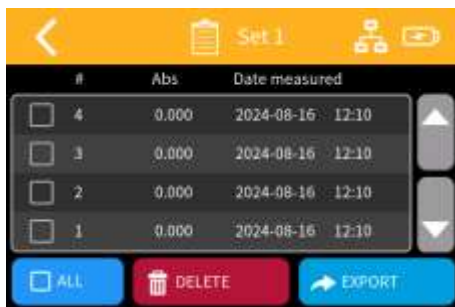 Set 1
# Abs Date measured
4 0.000 2024-08-16 12:10
3 0.000 2024-08-16 12:10
2 0.000 2024-08-16 12:10
1 0.000 2024-08-16 12:10
ALL DELETE EXPORT